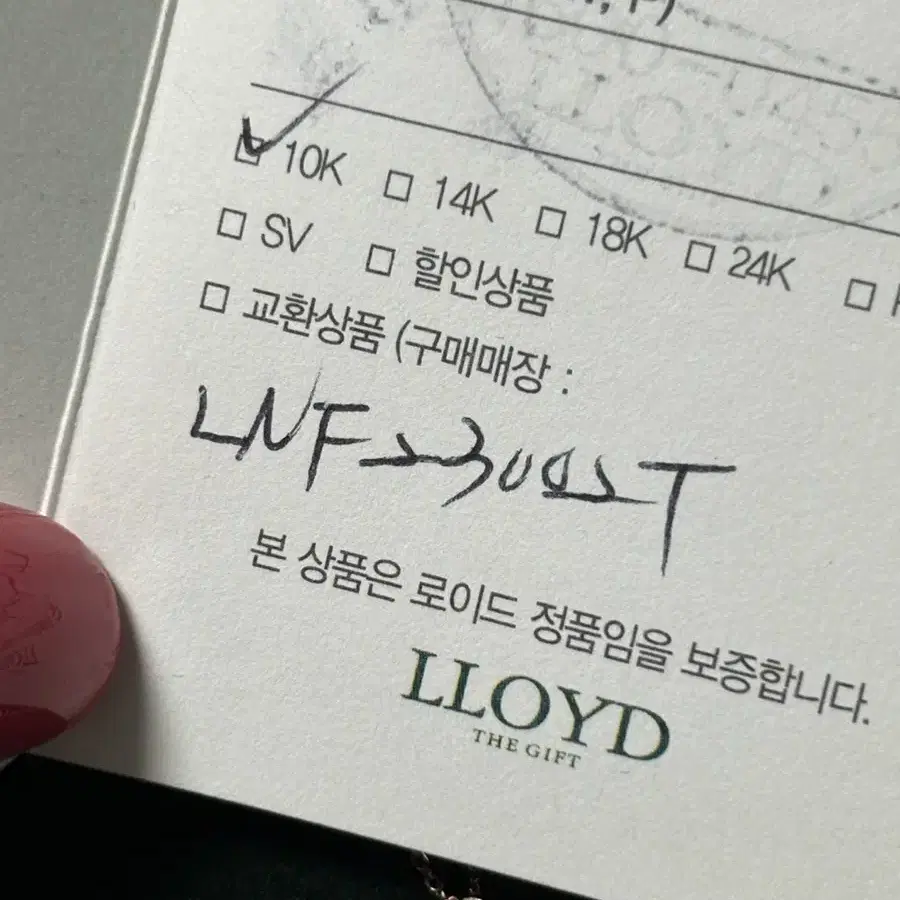 ☑ 10K □ 14K □ 18K □ 24K □
□ SV □ 할인상품
□ 교환상품 (구매매장 :
LNF23002T
본 상품은 로이드 정품임을 보증합니다.
LLOYD
THE GIFT